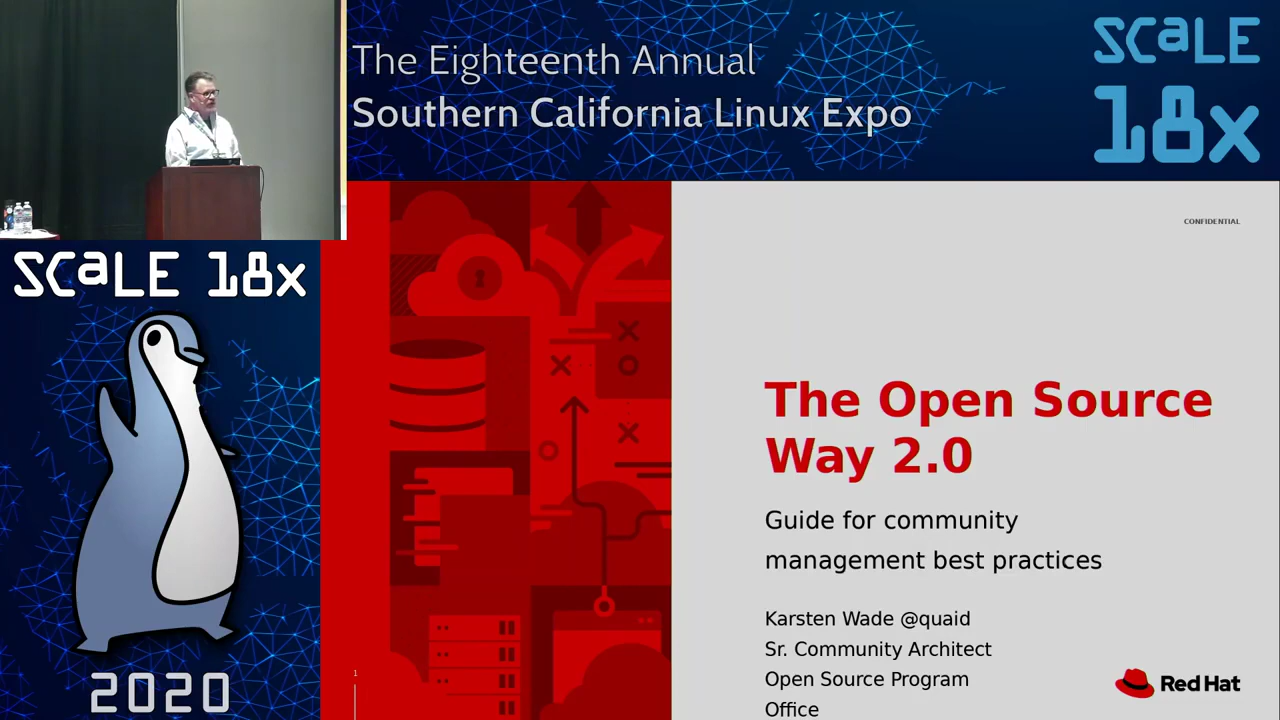 The Eighteenth Annual
Southern California Linux Expo
SCaLE
18x
SCaLE 18x
2020
CONFIDENTIAL
The Open Source
Way 2.0
Guide for community
management best practices
Karsten Wade @quaid
Sr. Community Architect
Open Source Program
Office
1
Red Hat